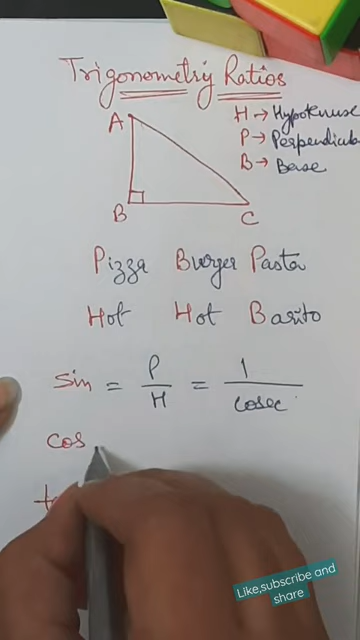 Trigonometry Ratios
H → Hypotenuse
P → Perpendicular
B → Base
A
B
C
Pizza Burger Pasta
Hot Hot Barito
Sin = P/H = 1/cosec
cos
Like,subscribe and
share